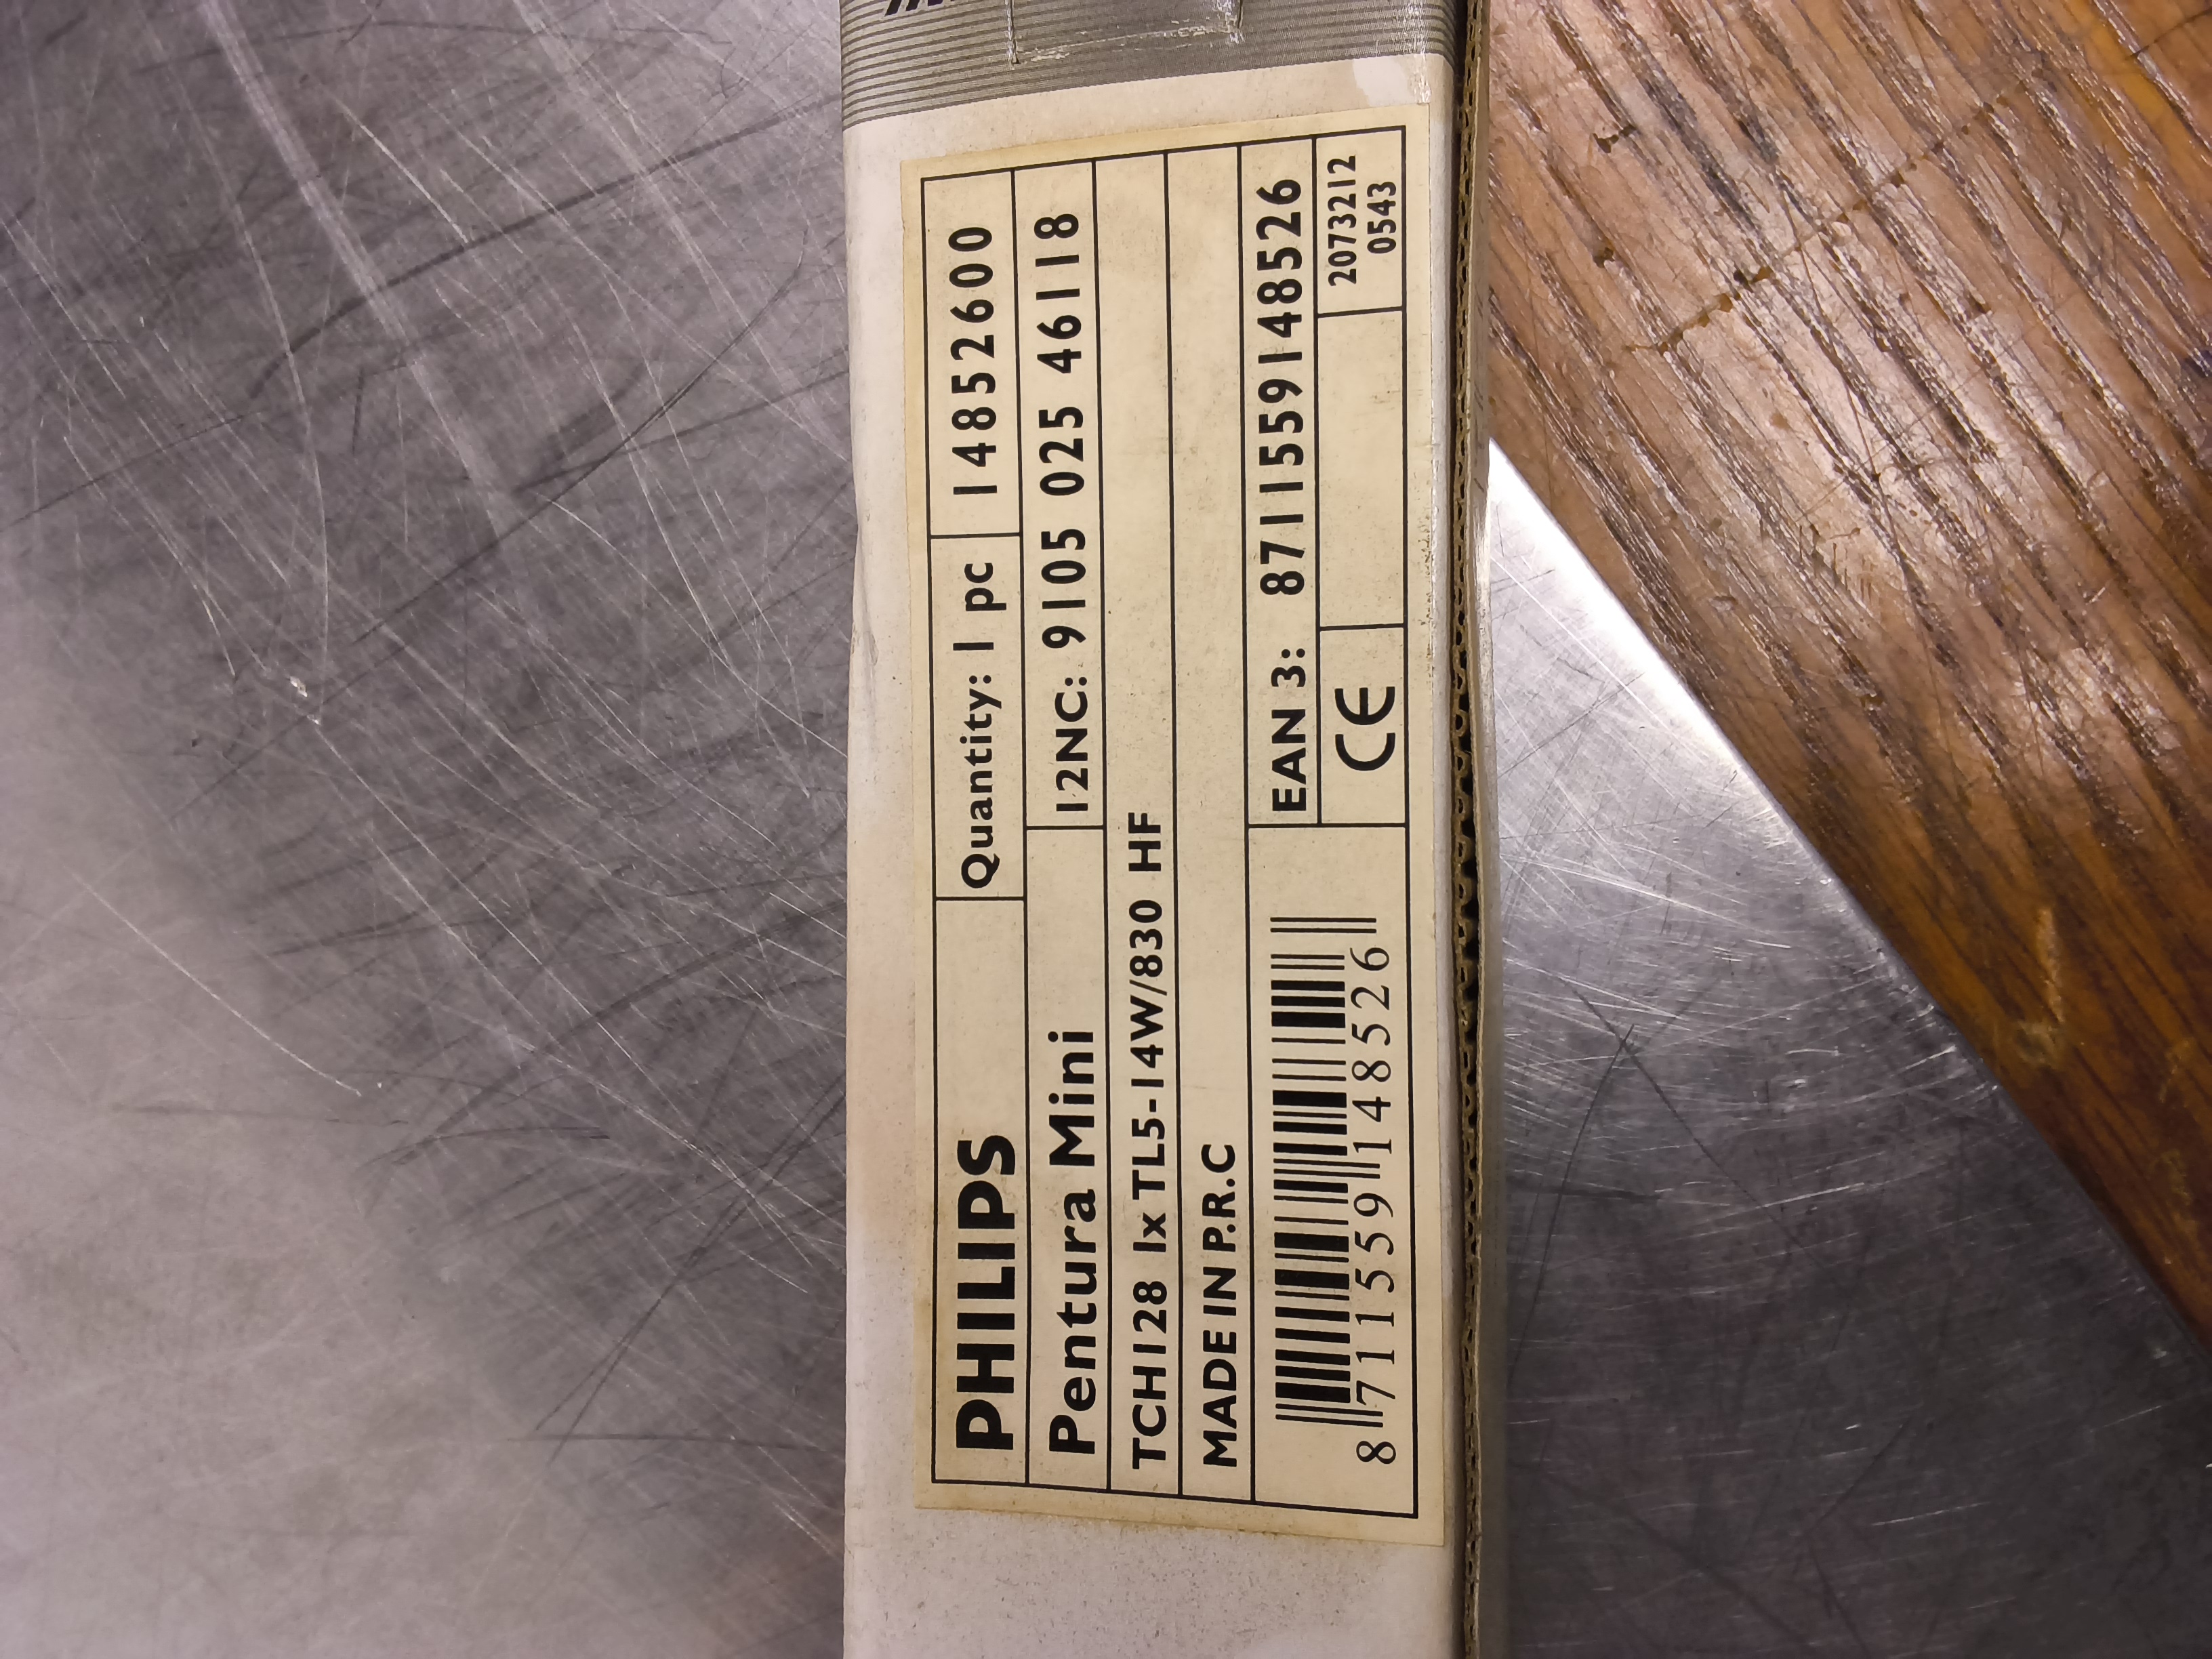 PHILIPS
Quantity: 1 pc
14852600
Pentura Mini
12NC: 9105 025 46118
TCH128 1x TL5-14W/830 HF
MADE IN P.R.C
EAN 3: 8711559148526
CE
2073212
0543
8 711559 148526